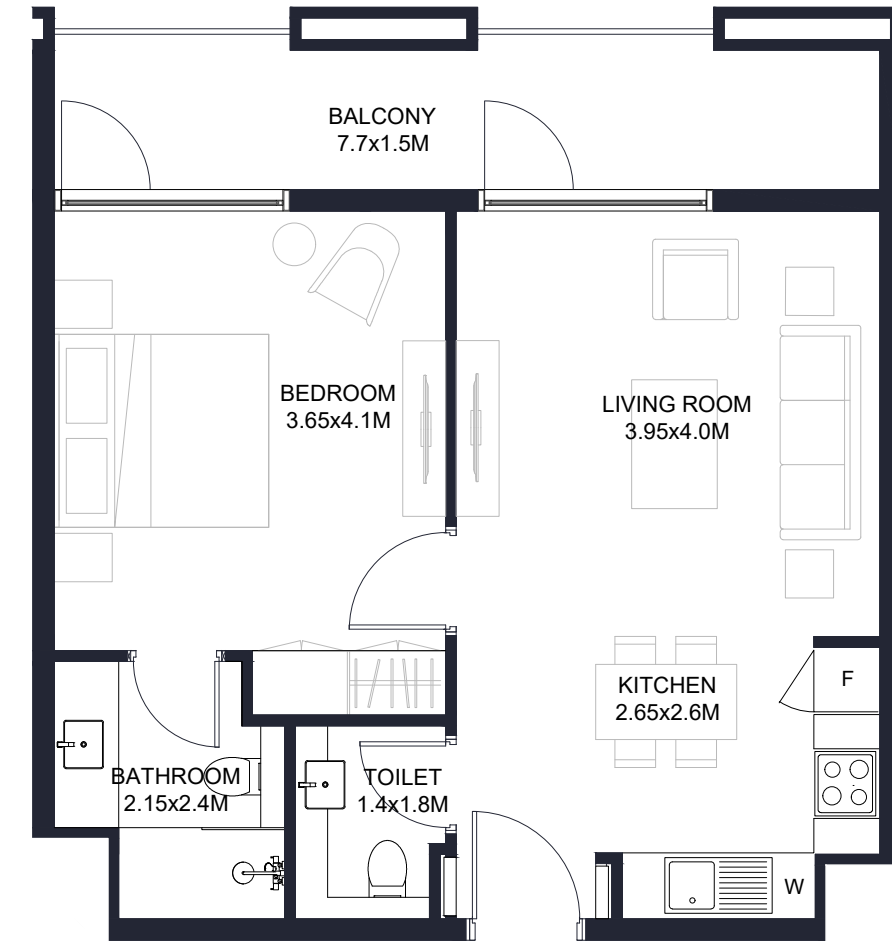 BALCONY
7.7x1.5M
BEDROOM
3.65x4.1M
LIVING ROOM
3.95x4.0M
KITCHEN
2.65x2.6M
F
BATHROOM
2.15x2.4M
TOILET
1.4x1.8M
W